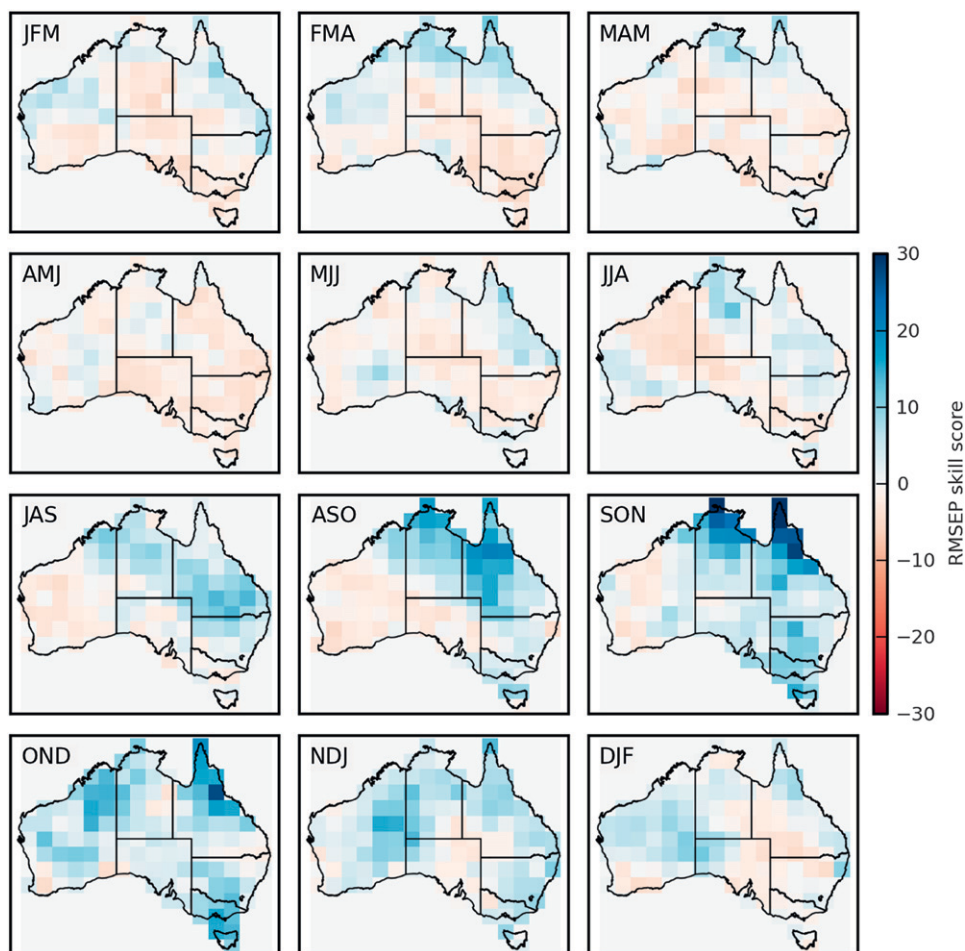 JFM
FMA
MAM
AMJ
MJJ
JJA
JAS
ASO
SON
OND
NDJ
DJF
30
20
10
0
−10
−20
−30
RMSEP skill score